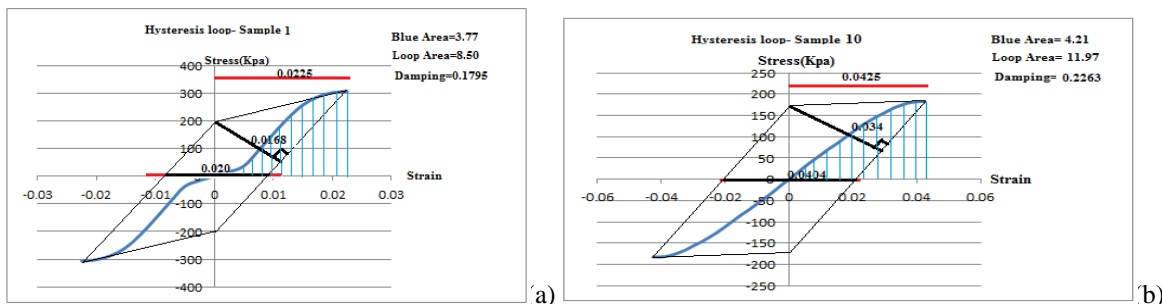 Hysteresis loop- Sample 1
Blue Area=3.77
Loop Area=8.50
Damping=0.1795
Stress(Kpa)
400
0.0225
300
200
0.0168
100
0.020
0
Strain
-0.03 -0.02 -0.01 0 0.01 0.02 0.03
-100
-200
-300
-400
(a)
Hysteresis loop- Sample 10
Blue Area= 4.21
Loop Area= 11.97
Damping= 0.2263
Stress(Kpa)
250
0.0425
200
150
0.034
100
50
0.0404
0
Strain
-0.06 -0.04 -0.02 0 0.02 0.04 0.06
-50
-100
-150
-200
-250
(b)